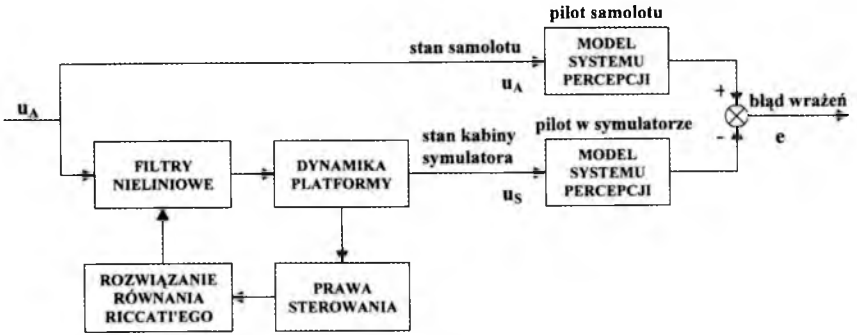 pilot samolotu
stan samolotu
MODEL
SYSTEMU
PERCEPCJI
u_A
u_A
+
błąd wrażeń
e
-
stan kabiny
symulatora
pilot w symulatorze
FILTRY
NIELINIOWE
DYNAMIKA
PLATFORMY
MODEL
SYSTEMU
PERCEPCJI
u_S
ROZWIĄZANIE
RÓWNANIA
RICCATI'EGO
PRAWA
STEROWANIA